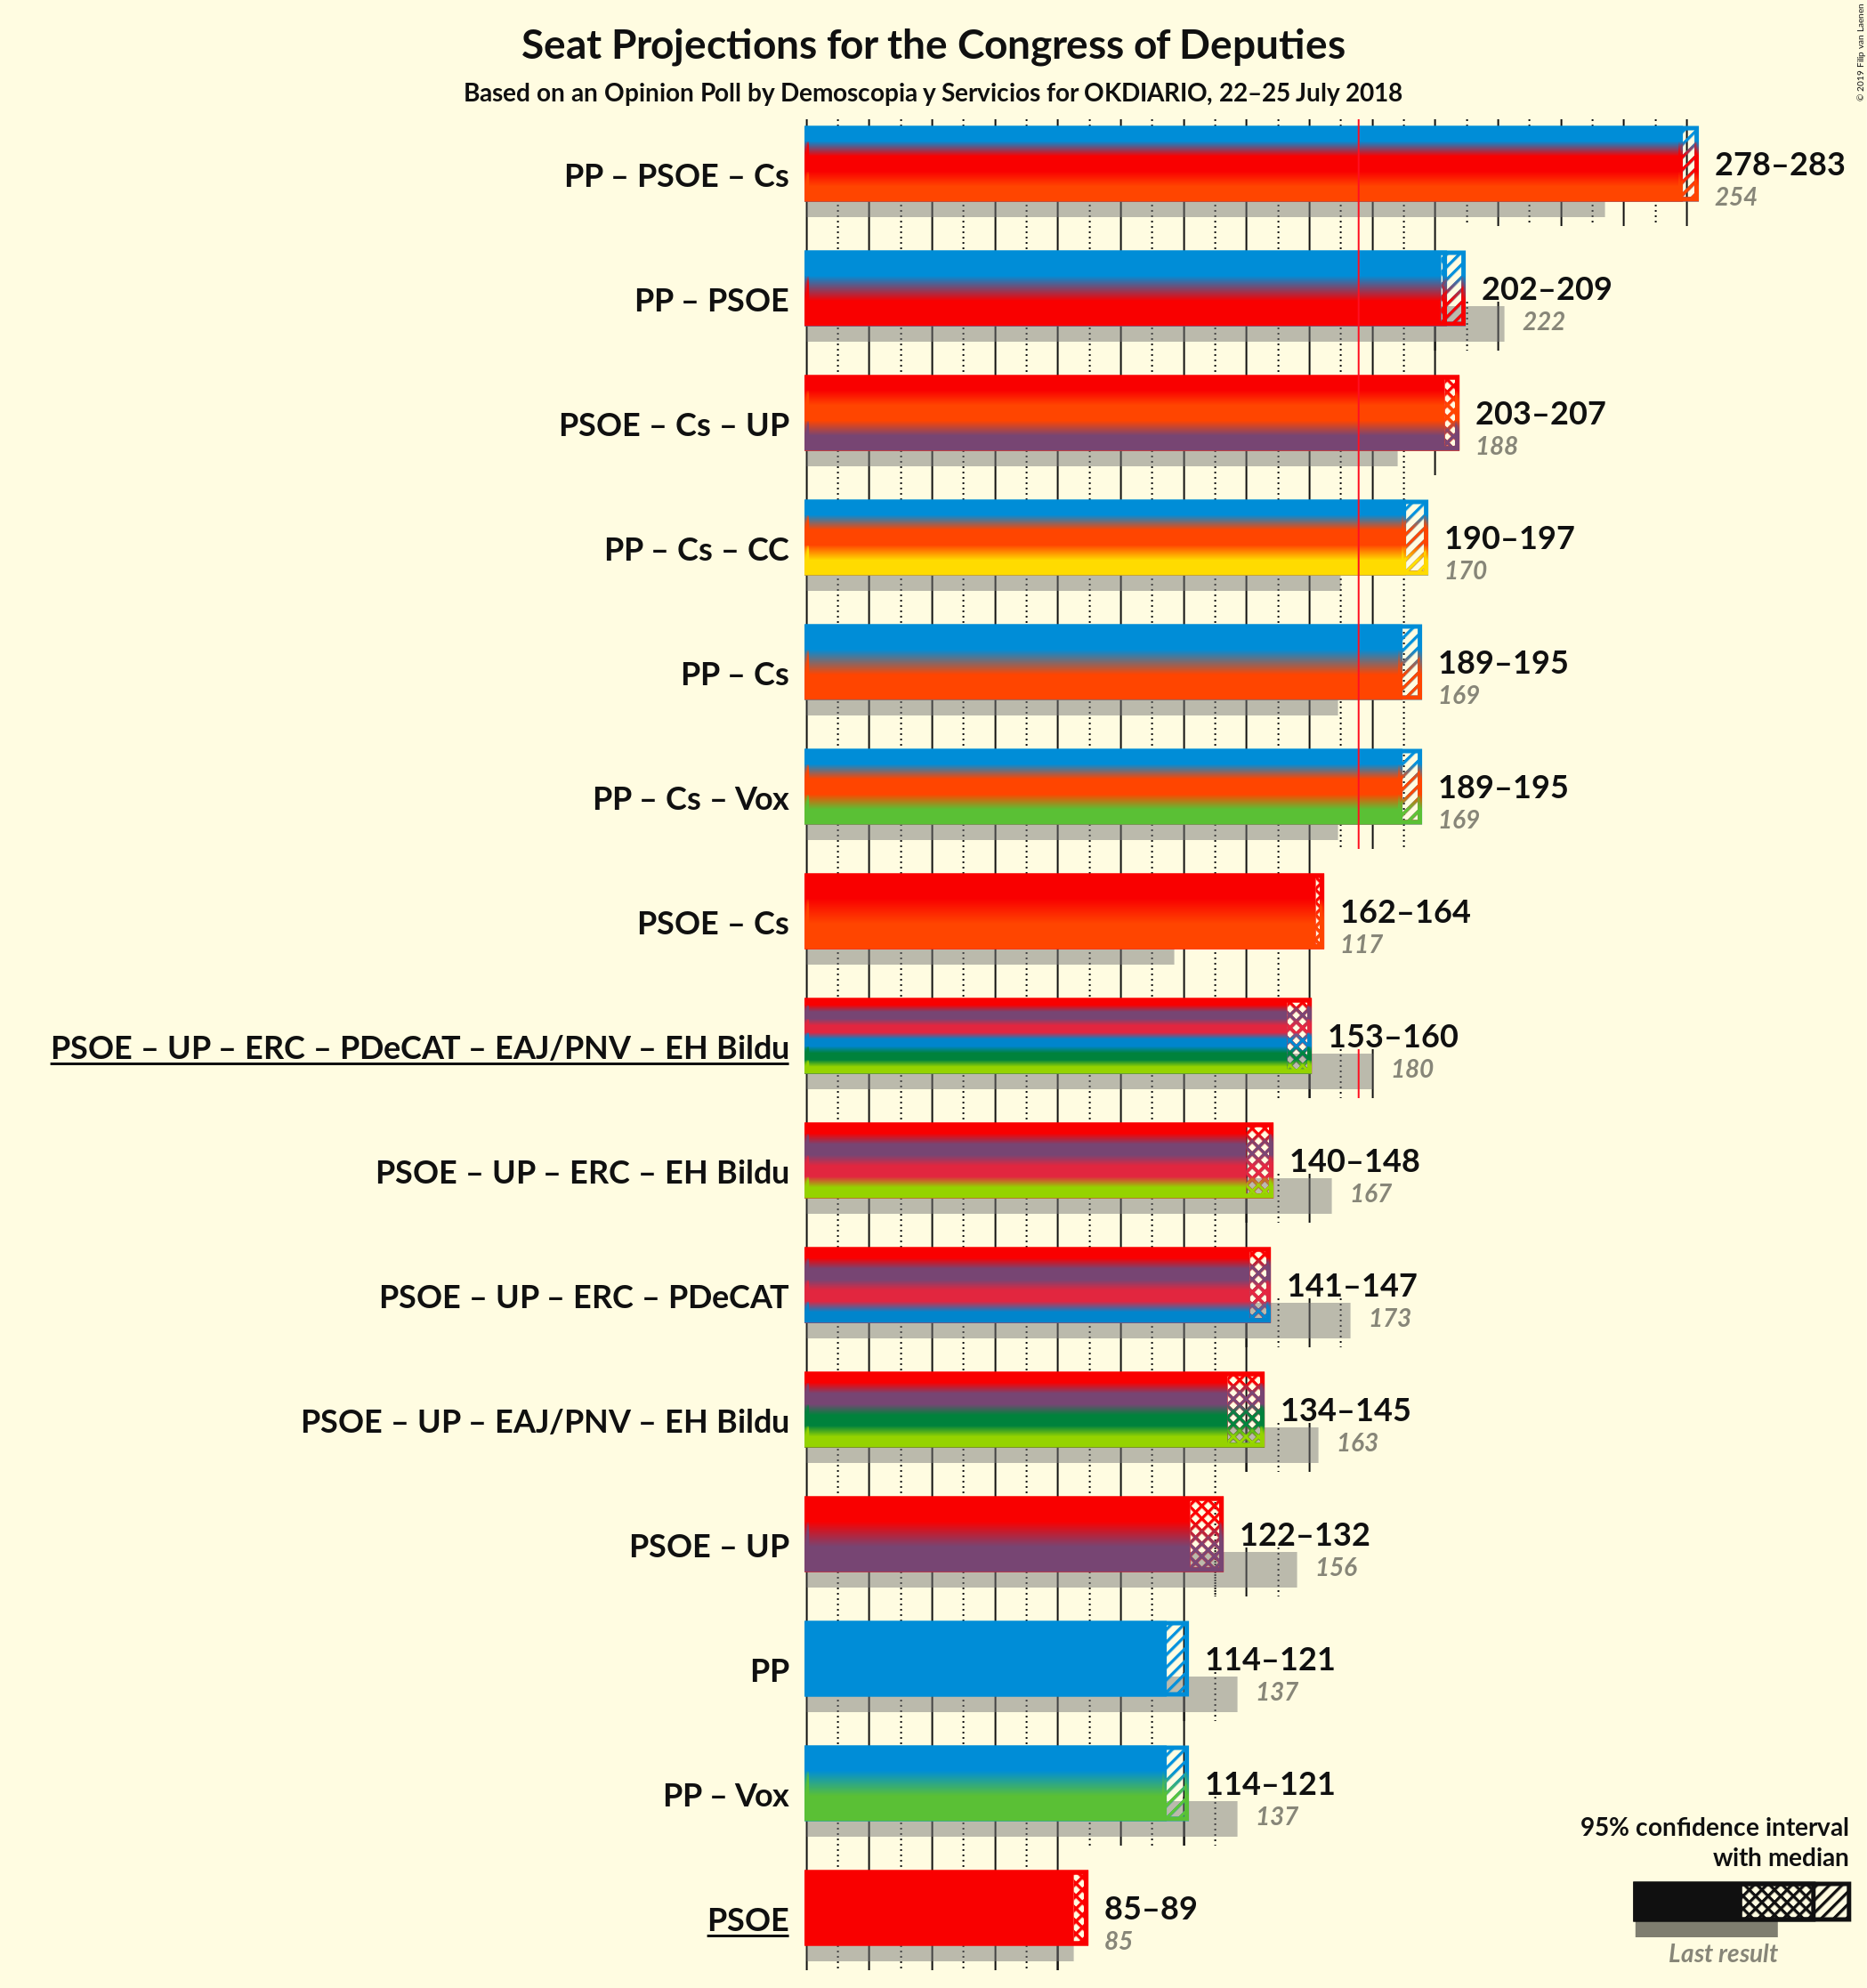 Seat Projections for the Congress of Deputies
Based on an Opinion Poll by Demoscopia y Servicios for OKDIARIO, 22–25 July 2018
© 2019 Filip van Laenen
PP – PSOE – Cs
278–283
254
PP – PSOE
202–209
222
PSOE – Cs – UP
203–207
188
PP – Cs – CC
190–197
170
PP – Cs
189–195
169
PP – Cs – Vox
189–195
169
PSOE – Cs
162–164
117
PSOE – UP – ERC – PDeCAT – EAJ/PNV – EH Bildu
153–160
180
PSOE – UP – ERC – EH Bildu
140–148
167
PSOE – UP – ERC – PDeCAT
141–147
173
PSOE – UP – EAJ/PNV – EH Bildu
134–145
163
PSOE – UP
122–132
156
PP
114–121
137
PP – Vox
114–121
137
PSOE
85–89
85
95% confidence interval
with median
Last result